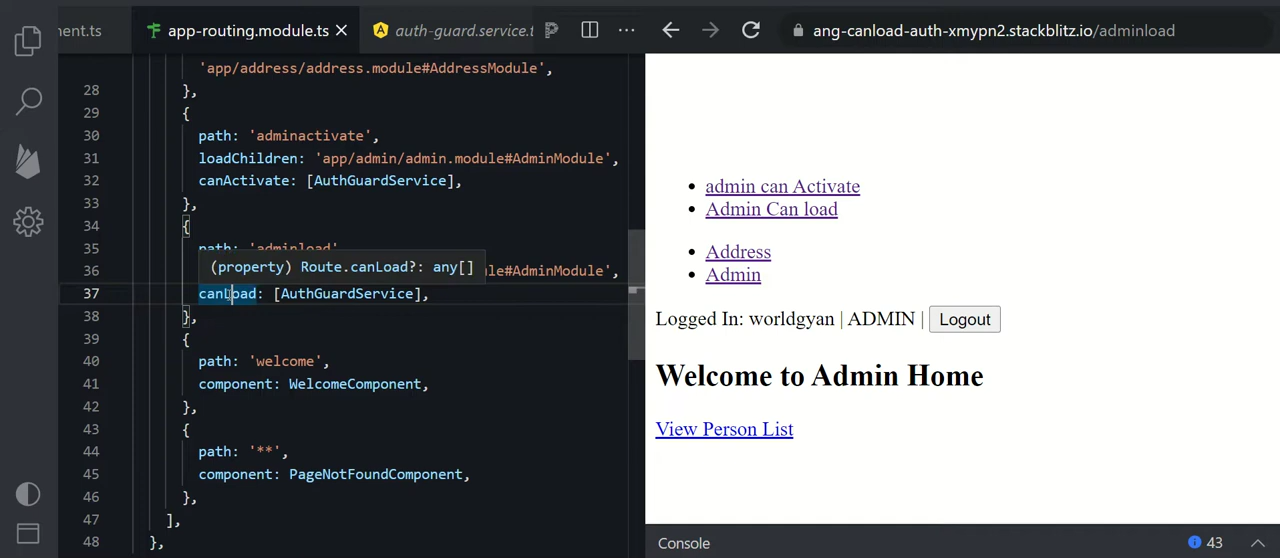 nent.ts
app-routing.module.ts
auth-guard.service.t
ang-canload-auth-xmypn2.stackblitz.io/adminload
'app/address/address.module#AddressModule',
28 },
29 {
30 path: 'adminactivate',
31 loadChildren: 'app/admin/admin.module#AdminModule',
32 canActivate: [AuthGuardService],
33 },
34 {
35 path: 'adminload',
(property) Route.canLoad?: any[]
36 ule#AdminModule',
37 canLoad: [AuthGuardService],
38 },
39 {
40 path: 'welcome',
41 component: WelcomeComponent,
42 },
43 {
44 path: '**',
45 component: PageNotFoundComponent,
46 },
47 ],
48 },
admin can Activate
Admin Can load
Address
Admin
Logged In: worldgyan | ADMIN | Logout
Welcome to Admin Home
View Person List
Console
43